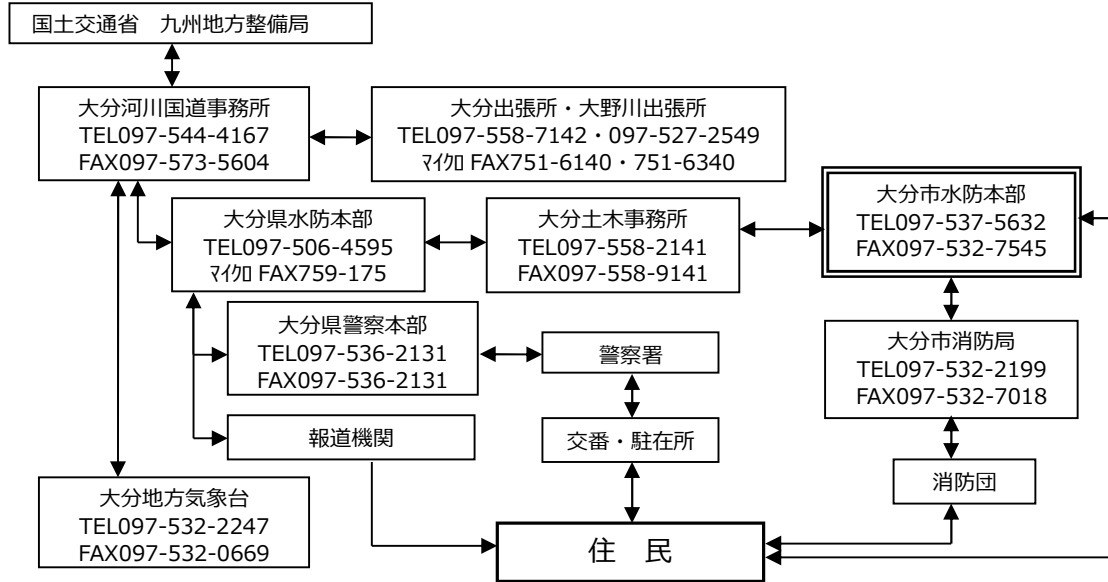 国土交通省　九州地方整備局
大分河川国道事務所
TEL097-544-4167
FAX097-573-5604
大分出張所・大野川出張所
TEL097-558-7142・097-527-2549
ﾏｲｸﾛ FAX751-6140・751-6340
大分市水防本部
TEL097-537-5632
FAX097-532-7545
大分県水防本部
TEL097-506-4595
ﾏｲｸﾛ FAX759-175
大分土木事務所
TEL097-558-2141
FAX097-558-9141
大分県警察本部
TEL097-536-2131
FAX097-536-2131
警察署
大分市消防局
TEL097-532-2199
FAX097-532-7018
報道機関
交番・駐在所
消防団
大分地方気象台
TEL097-532-2247
FAX097-532-0669
住　民